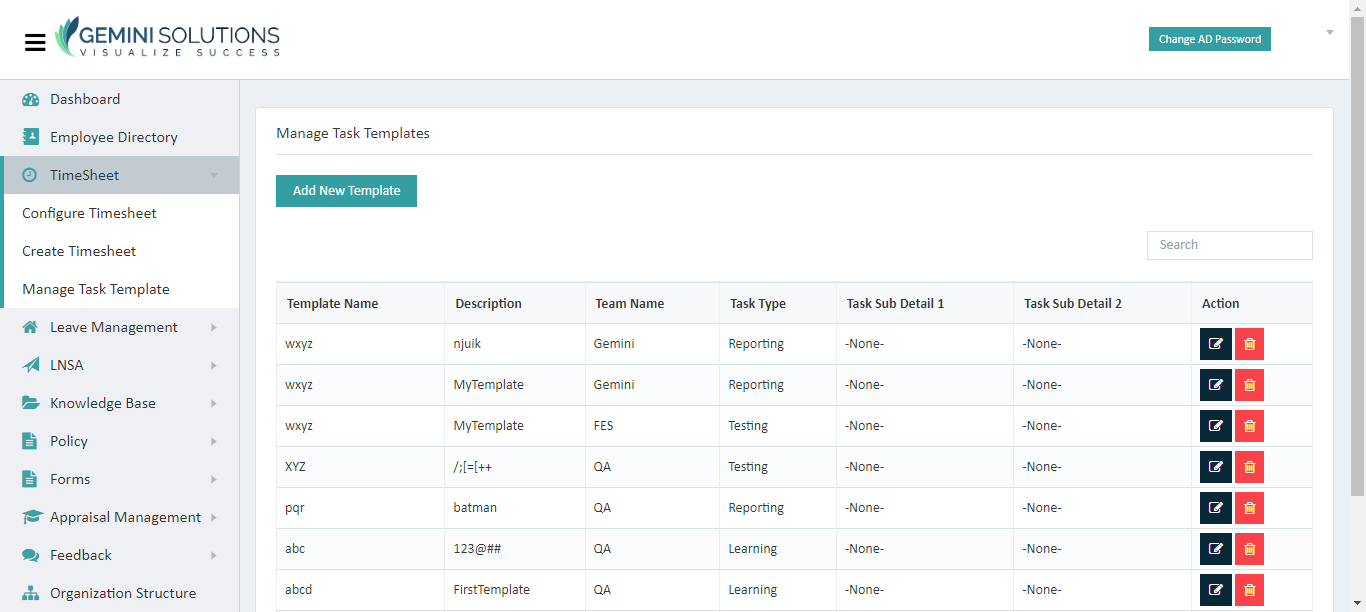 GEMINI SOLUTIONS
VISUALIZE SUCCESS
Change AD Password
Dashboard
Employee Directory
TimeSheet
Configure Timesheet
Create Timesheet
Manage Task Template
Leave Management
LNSA
Knowledge Base
Policy
Forms
Appraisal Management
Feedback
Organization Structure
Manage Task Templates
Add New Template
Search
Template Name Description Team Name Task Type Task Sub Detail 1 Task Sub Detail 2 Action
wxyz njuik Gemini Reporting -None- -None-
wxyz MyTemplate Gemini Reporting -None- -None-
wxyz MyTemplate FES Testing -None- -None-
XYZ /;[=[++ QA Testing -None- -None-
pqr batman QA Reporting -None- -None-
abc 123@## QA Learning -None- -None-
abcd FirstTemplate QA Learning -None- -None-